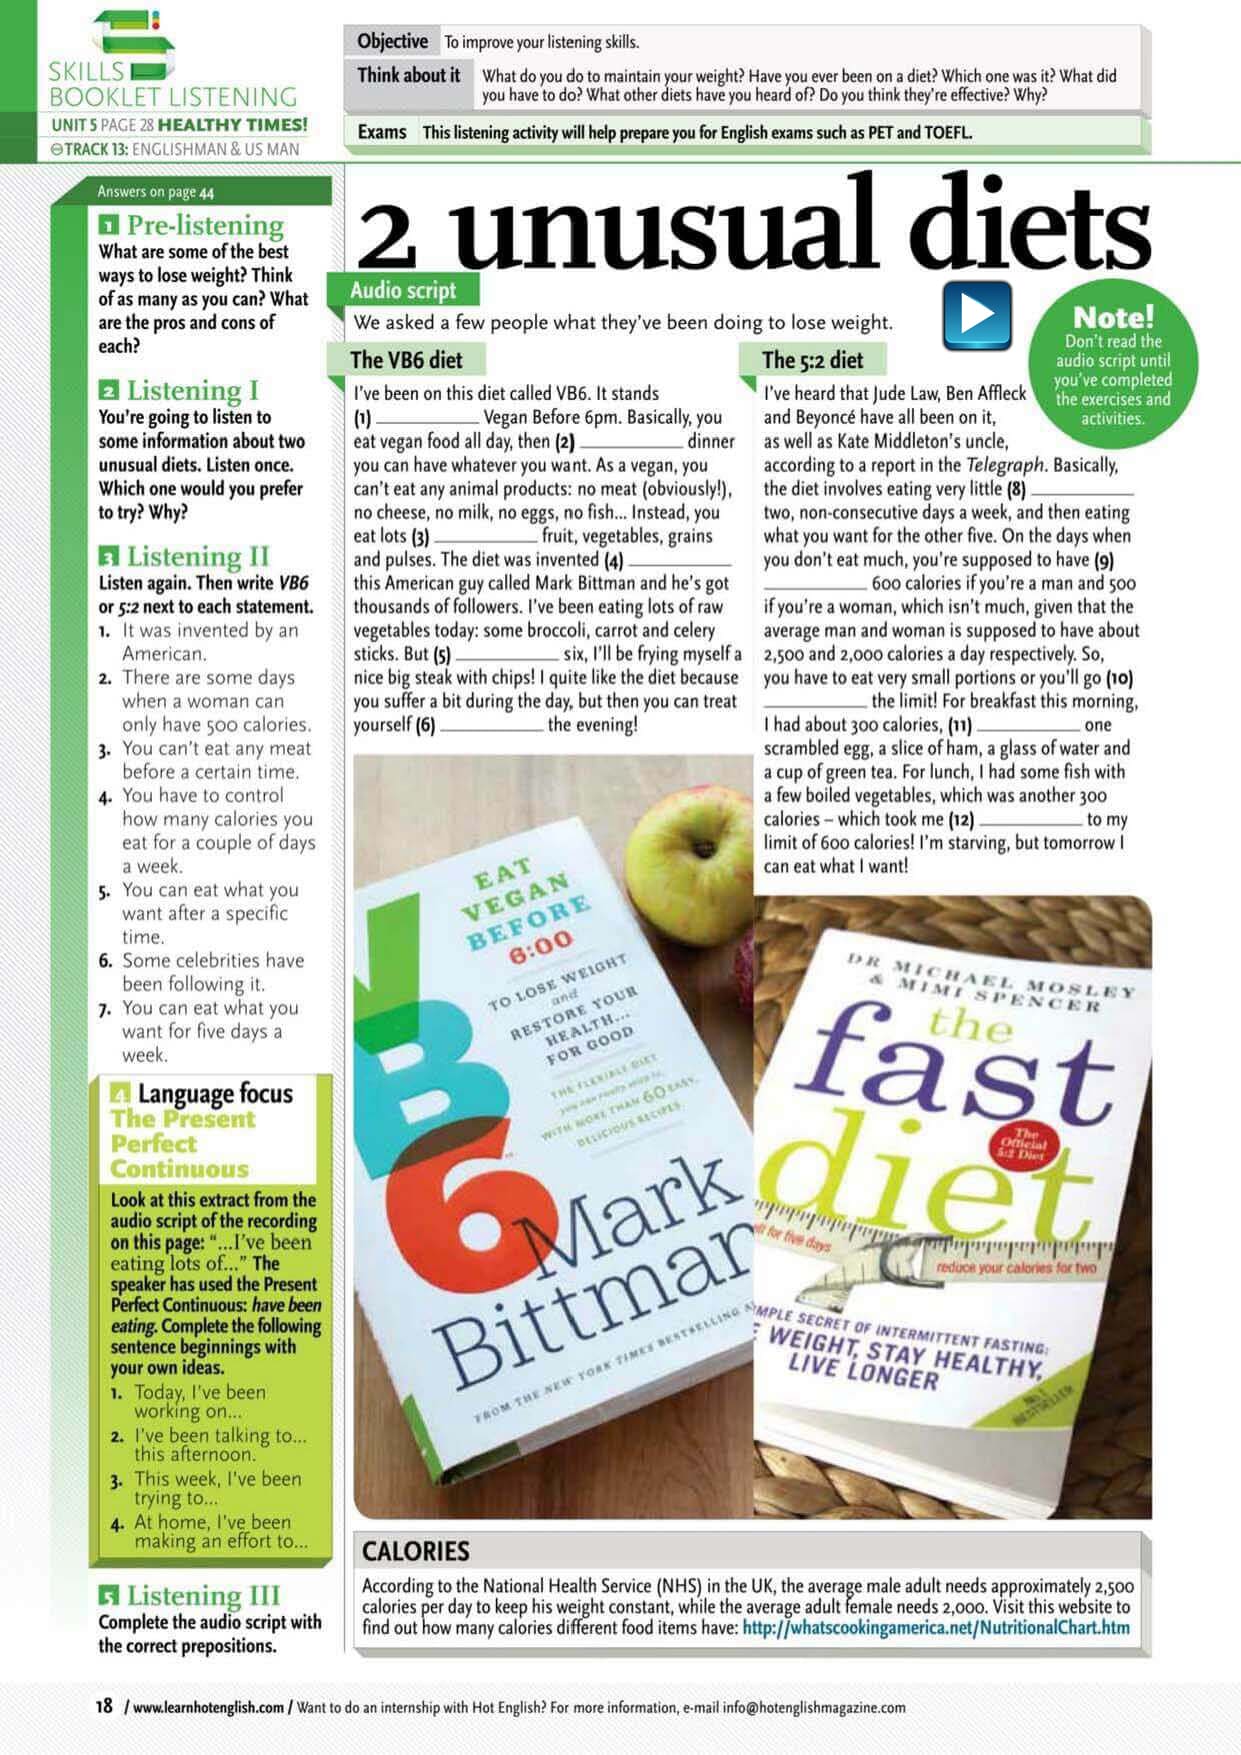 SKILLS
BOOKLET LISTENING
UNIT 5 PAGE 28 HEALTHY TIMES!
TRACK 13: ENGLISHMAN & US MAN
Objective To improve your listening skills.
Think about it What do you do to maintain your weight? Have you ever been on a diet? Which one was it? What did
you have to do? What other diets have you heard of? Do you think they're effective? Why?
Exams This listening activity will help prepare you for English exams such as PET and TOEFL.
Answers on page 44
1 Pre-listening
What are some of the best
ways to lose weight? Think
of as many as you can? What
are the pros and cons of
each?
2 Listening I
You're going to listen to
some information about two
unusual diets. Listen once.
Which one would you prefer
to try? Why?
3 Listening II
Listen again. Then write VB6
or 5:2 next to each statement.
1. It was invented by an
American.
2. There are some days
when a woman can
only have 500 calories.
3. You can't eat any meat
before a certain time.
4. You have to control
how many calories you
eat for a couple of days
a week.
5. You can eat what you
want after a specific
time.
6. Some celebrities have
been following it.
7. You can eat what you
want for five days a
week.
4 Language focus
The Present
Perfect
Continuous
Look at this extract from the
audio script of the recording
on this page: "...I've been
eating lots of..." The
speaker has used the Present
Perfect Continuous: have been
eating. Complete the following
sentence beginnings with
your own ideas.
1. Today, I've been
working on...
2. I've been talking to...
this afternoon.
3. This week, I've been
trying to...
4. At home, I've been
making an effort to...
5 Listening III
Complete the audio script with
the correct prepositions.
2 unusual diets
Audio script
We asked a few people what they've been doing to lose weight.
Note!
Don't read the
audio script until
you've completed
the exercises and
activities.
The VB6 diet
I've been on this diet called VB6. It stands
(1) ____________ Vegan Before 6pm. Basically, you
eat vegan food all day, then (2) ____________ dinner
you can have whatever you want. As a vegan, you
can't eat any animal products: no meat (obviously!),
no cheese, no milk, no eggs, no fish... Instead, you
eat lots (3) ____________ fruit, vegetables, grains
and pulses. The diet was invented (4) ____________
this American guy called Mark Bittman and he's got
thousands of followers. I've been eating lots of raw
vegetables today: some broccoli, carrot and celery
sticks. But (5) ____________ six, I'll be frying myself a
nice big steak with chips! I quite like the diet because
you suffer a bit during the day, but then you can treat
yourself (6) ____________ the evening!
The 5:2 diet
I've heard that Jude Law, Ben Affleck
and Beyoncé have all been on it,
as well as Kate Middleton's uncle,
according to a report in the Telegraph. Basically,
the diet involves eating very little (8) ____________
two, non-consecutive days a week, and then eating
what you want for the other five. On the days when
you don't eat much, you're supposed to have (9)
____________ 600 calories if you're a man and 500
if you're a woman, which isn't much, given that the
average man and woman is supposed to have about
2,500 and 2,000 calories a day respectively. So,
you have to eat very small portions or you'll go (10)
____________ the limit! For breakfast this morning,
I had about 300 calories, (11) ____________ one
scrambled egg, a slice of ham, a glass of water and
a cup of green tea. For lunch, I had some fish with
a few boiled vegetables, which was another 300
calories – which took me (12) ____________ to my
limit of 600 calories! I'm starving, but tomorrow I
can eat what I want!
EAT
VEGAN
BEFORE
6:00
TO LOSE WEIGHT
and
RESTORE YOUR
HEALTH...
FOR GOOD
THE FLEXIBLE DIET
you can really stick to,
WITH MORE THAN 60 EASY,
DELICIOUS RECIPES
VB6
Mark
Bittman
FROM THE NEW YORK TIMES BESTSELLING
DR MICHAEL MOSLEY
& MIMI SPENCER
the
fast
diet
The
Official
5:2 Diet
for five days
reduce your calories for two
SECRET OF INTERMITTENT FASTING:
WEIGHT, STAY HEALTHY,
LIVE LONGER
NO.1
BESTSELLER
CALORIES
According to the National Health Service (NHS) in the UK, the average male adult needs approximately 2,500
calories per day to keep his weight constant, while the average adult female needs 2,000. Visit this website to
find out how many calories different food items have: http://whatscookingamerica.net/NutritionalChart.htm
18 / www.learnhotenglish.com / Want to do an internship with Hot English? For more information, e-mail info@hotenglishmagazine.com